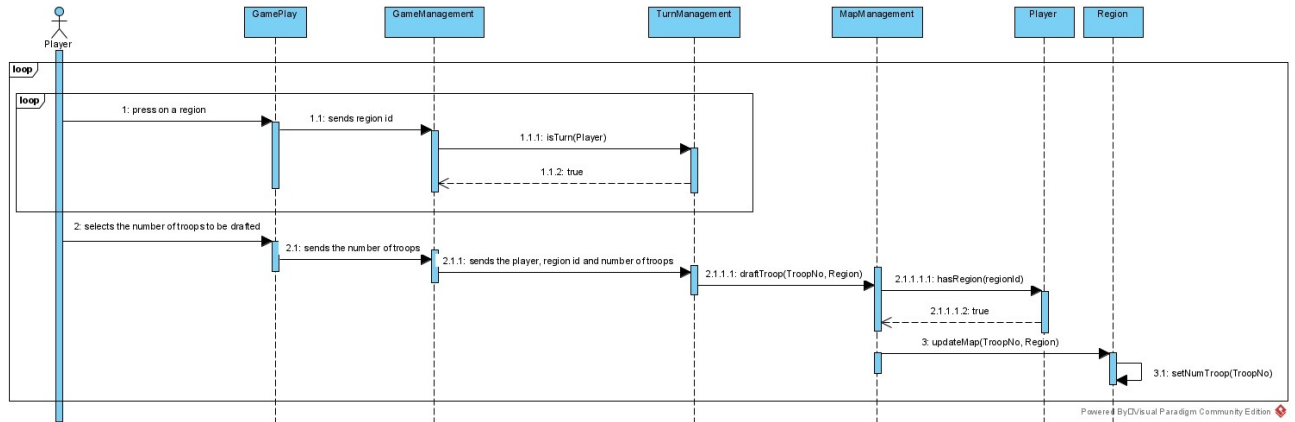 GamePlay
GameManagement
TurnManagement
MapManagement
Player
Region
Player
loop
loop
1: press on a region
1.1: sends region id
1.1.1: isTurn(Player)
1.1.2: true
2: selects the number of troops to be drafted
2.1: sends the number of troops
2.1.1: sends the player, region id and number of troops
2.1.1.1: draftTroop(TroopNo, Region)
2.1.1.1.1: hasRegion(regionId)
2.1.1.1.2: true
3: updateMap(TroopNo, Region)
3.1: setNumTroop(TroopNo)
Powered By Visual Paradigm Community Edition